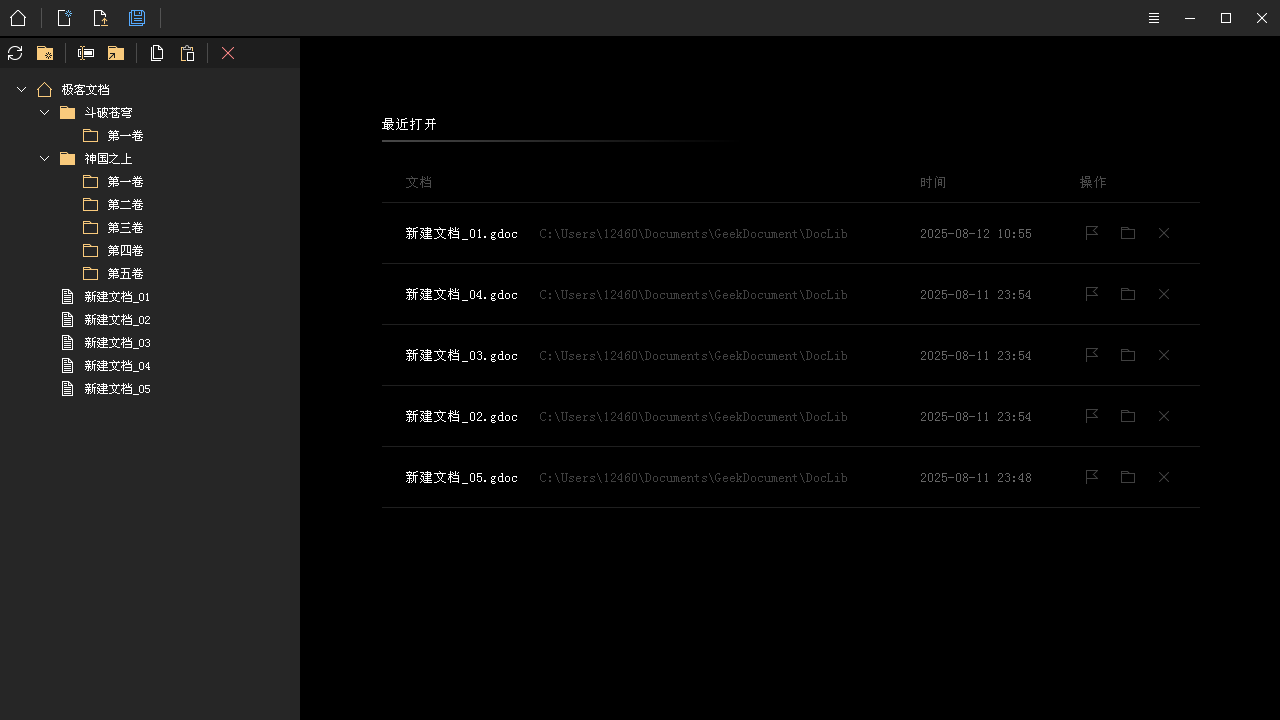 极客文档
斗破苍穹
第一卷
神国之上
第一卷
第二卷
第三卷
第四卷
第五卷
新建文档_01
新建文档_02
新建文档_03
新建文档_04
新建文档_05
最近打开
文档 时间 操作
新建文档_01.gdoc C:\Users\12460\Documents\GeekDocument\DocLib 2025-08-12 10:55
新建文档_04.gdoc C:\Users\12460\Documents\GeekDocument\DocLib 2025-08-11 23:54
新建文档_03.gdoc C:\Users\12460\Documents\GeekDocument\DocLib 2025-08-11 23:54
新建文档_02.gdoc C:\Users\12460\Documents\GeekDocument\DocLib 2025-08-11 23:54
新建文档_05.gdoc C:\Users\12460\Documents\GeekDocument\DocLib 2025-08-11 23:48